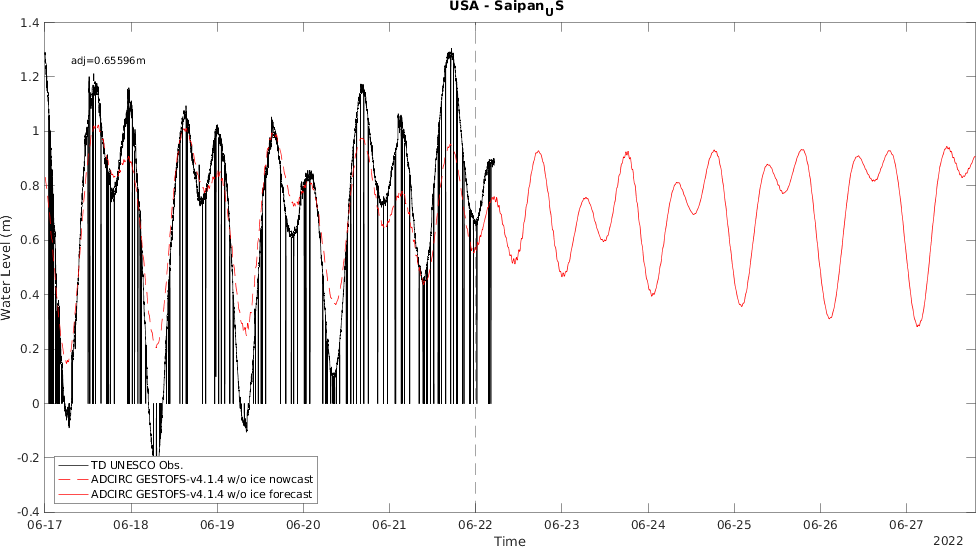 USA - Saipan_US
1.4
adj=0.65596m
1.2
1
0.8
0.6
0.4
0.2
0
-0.2
-0.4
Water Level (m)
TD UNESCO Obs.
ADCIRC GESTOFS-v4.1.4 w/o ice nowcast
ADCIRC GESTOFS-v4.1.4 w/o ice forecast
06-17 06-18 06-19 06-20 06-21 06-22 06-23 06-24 06-25 06-26 06-27
Time
2022